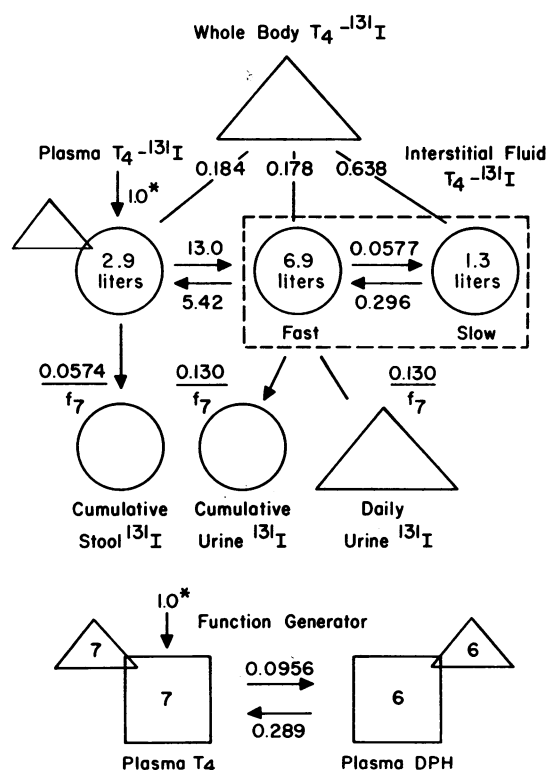 Whole Body T4-131I
Plasma T4-131I
Interstitial Fluid
T4-131I
0.184 0.178 0.638
1.0*
2.9
liters
13.0
5.42
6.9
liters
0.0577
0.296
1.3
liters
Fast
Slow
0.0574
f7
0.130
f7
0.130
f7
Cumulative
Stool 131I
Cumulative
Urine 131I
Daily
Urine 131I
1.0*
Function Generator
7
7
0.0956
0.289
6
6
Plasma T4
Plasma DPH